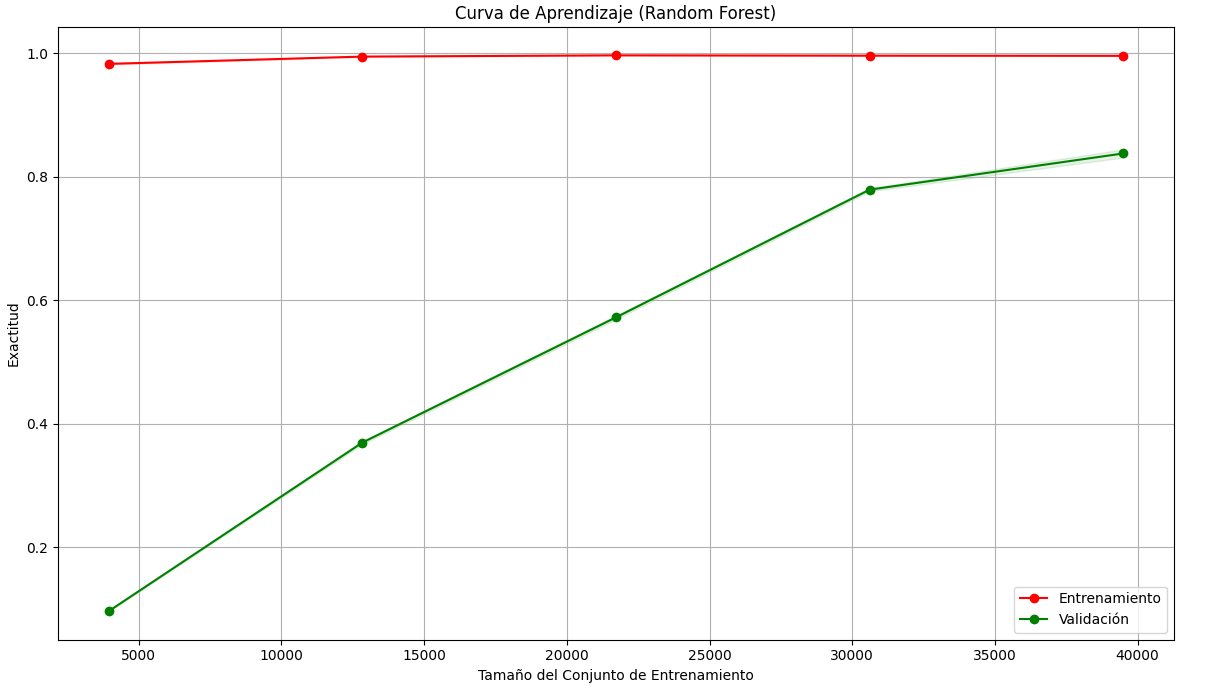 Curva de Aprendizaje (Random Forest)
1.0
0.8
0.6
0.4
0.2
Exactitud
5000 10000 15000 20000 25000 30000 35000 40000
Tamaño del Conjunto de Entrenamiento
Entrenamiento
Validación